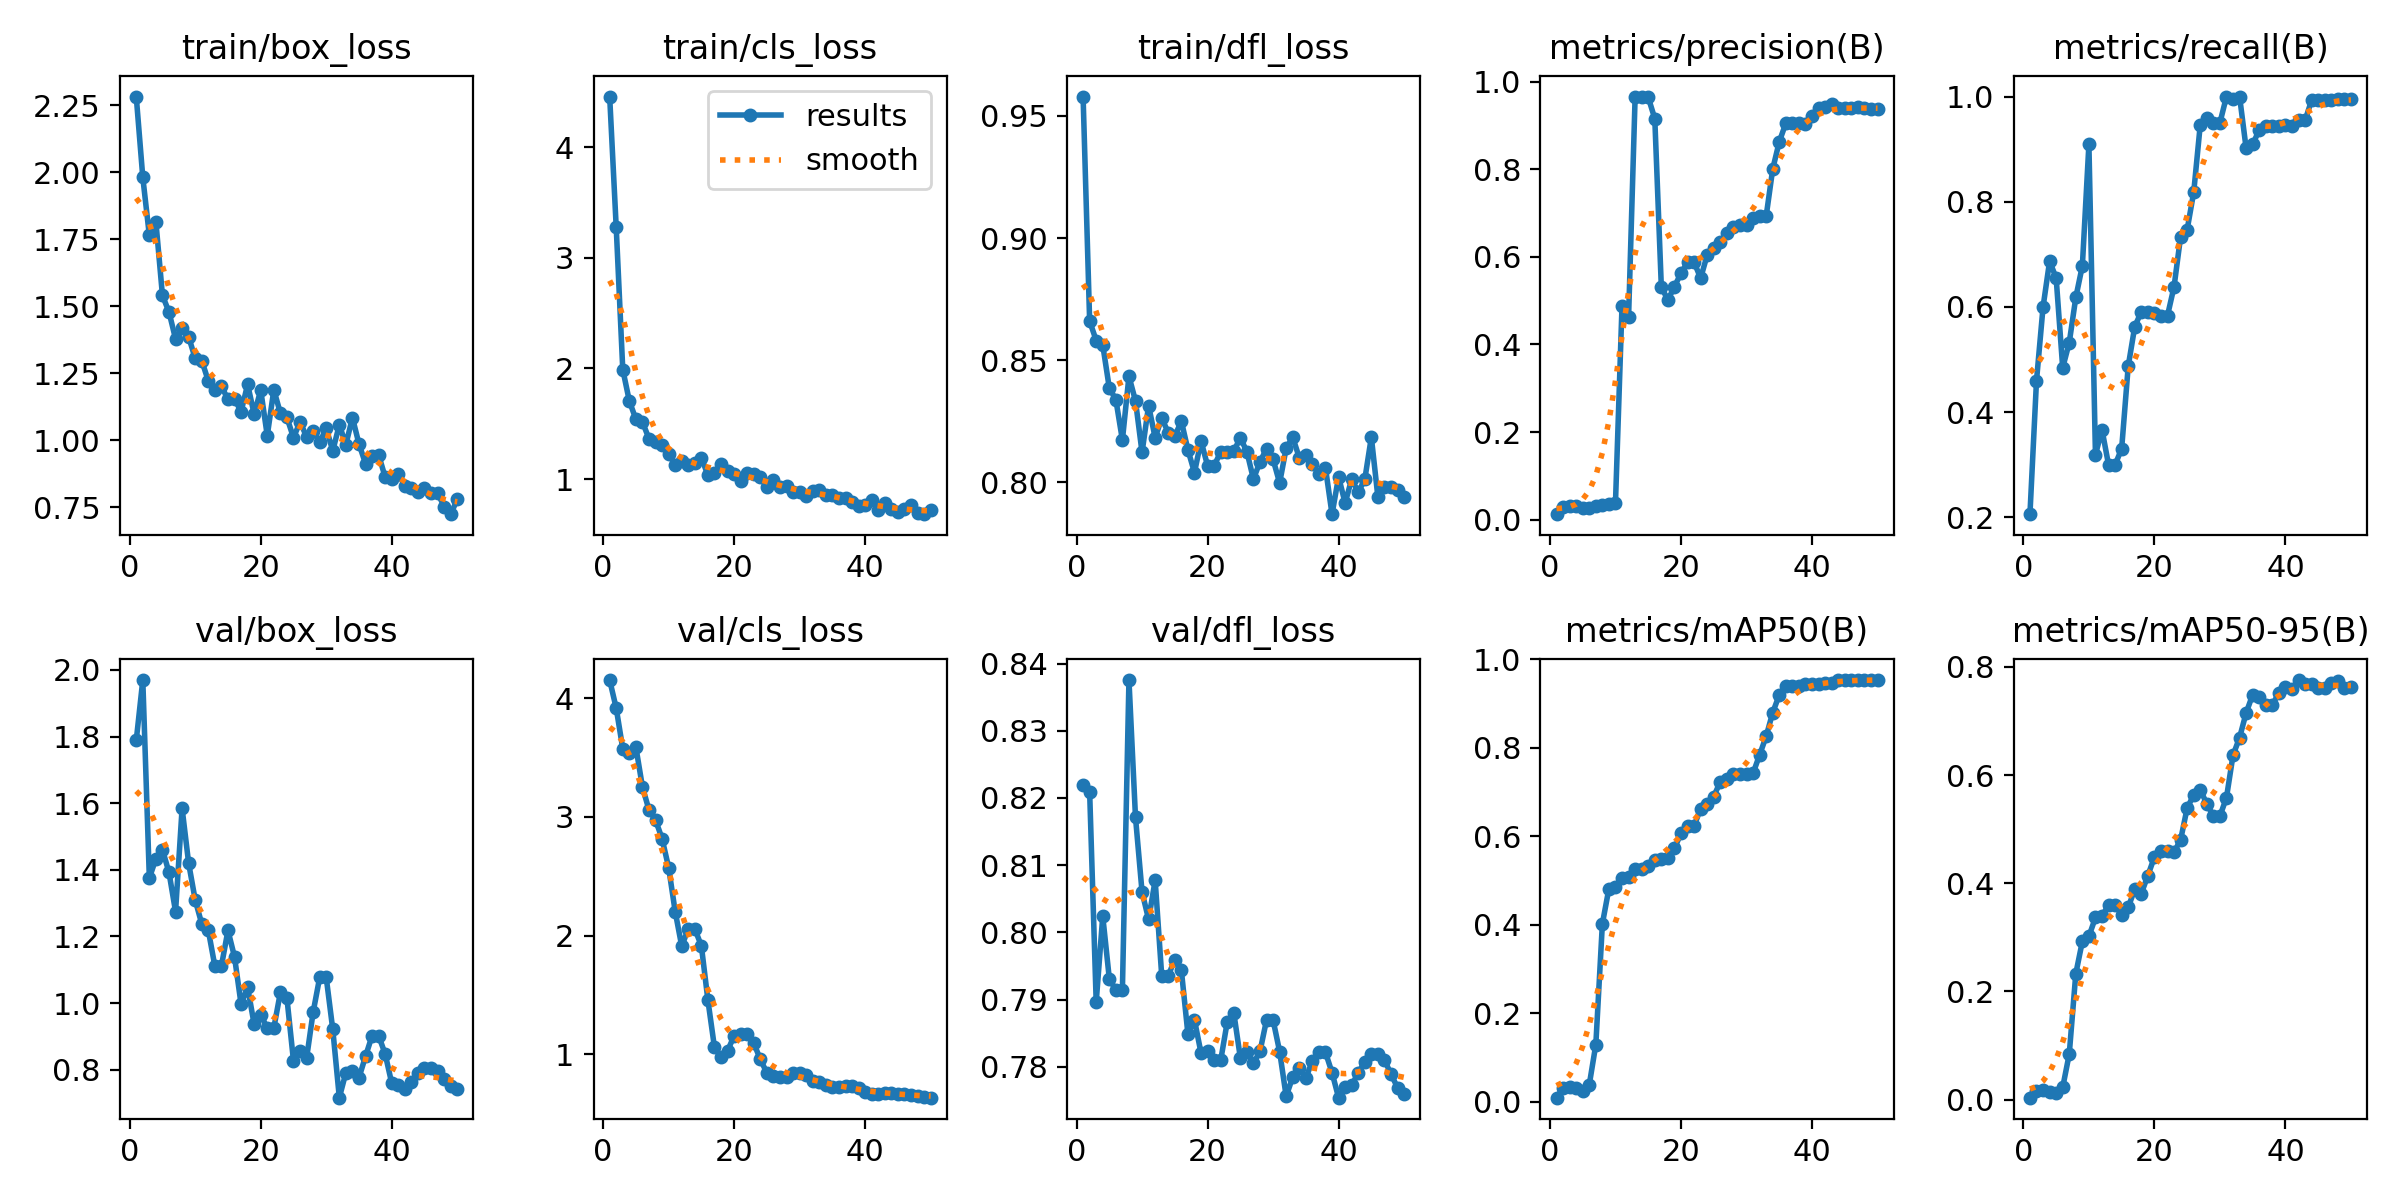 train/box_loss
train/cls_loss
train/dfl_loss
metrics/precision(B)
metrics/recall(B)
2.25
2.00
1.75
1.50
1.25
1.00
0.75
0 20 40
results
smooth
4
3
2
1
0 20 40
0.95
0.90
0.85
0.80
0 20 40
1.0
0.8
0.6
0.4
0.2
0.0
0 20 40
1.0
0.8
0.6
0.4
0.2
0 20 40
val/box_loss
val/cls_loss
val/dfl_loss
metrics/mAP50(B)
metrics/mAP50-95(B)
2.0
1.8
1.6
1.4
1.2
1.0
0.8
0 20 40
4
3
2
1
0 20 40
0.84
0.83
0.82
0.81
0.80
0.79
0.78
0 20 40
1.0
0.8
0.6
0.4
0.2
0.0
0 20 40
0.8
0.6
0.4
0.2
0.0
0 20 40